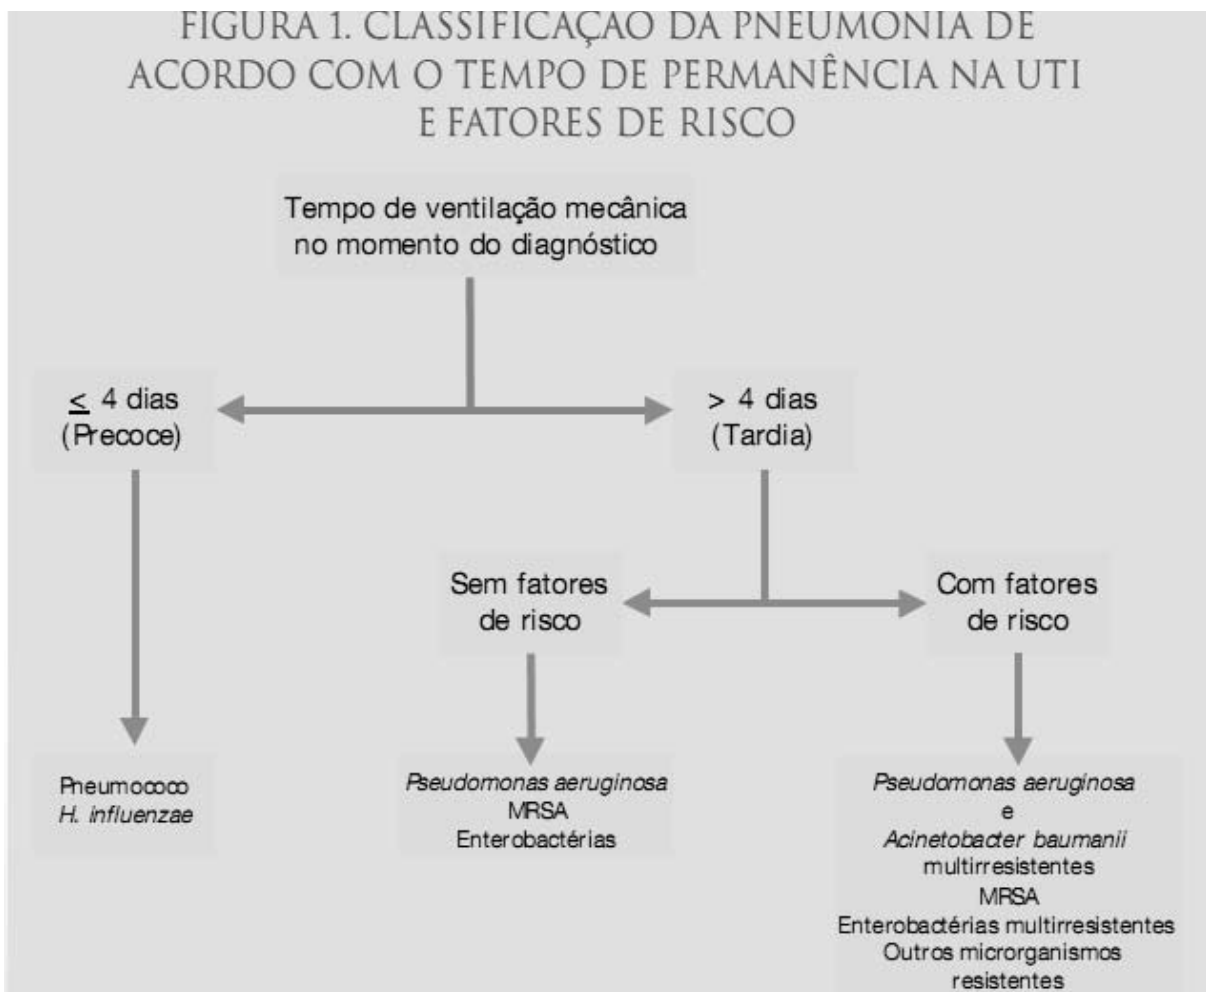 FIGURA 1. CLASSIFICAÇÃO DA PNEUMONIA DE
ACORDO COM O TEMPO DE PERMANÊNCIA NA UTI
E FATORES DE RISCO
Tempo de ventilação mecânica
no momento do diagnóstico
≤ 4 dias
(Precoce)
> 4 dias
(Tardia)
Sem fatores
de risco
Com fatores
de risco
Pneumococo
H. influenzae
Pseudomonas aeruginosa
MRSA
Enterobactérias
Pseudomonas aeruginosa
e
Acinetobacter baumanii
multirresistentes
MRSA
Enterobactérias multirresistentes
Outros microrganismos
resistentes